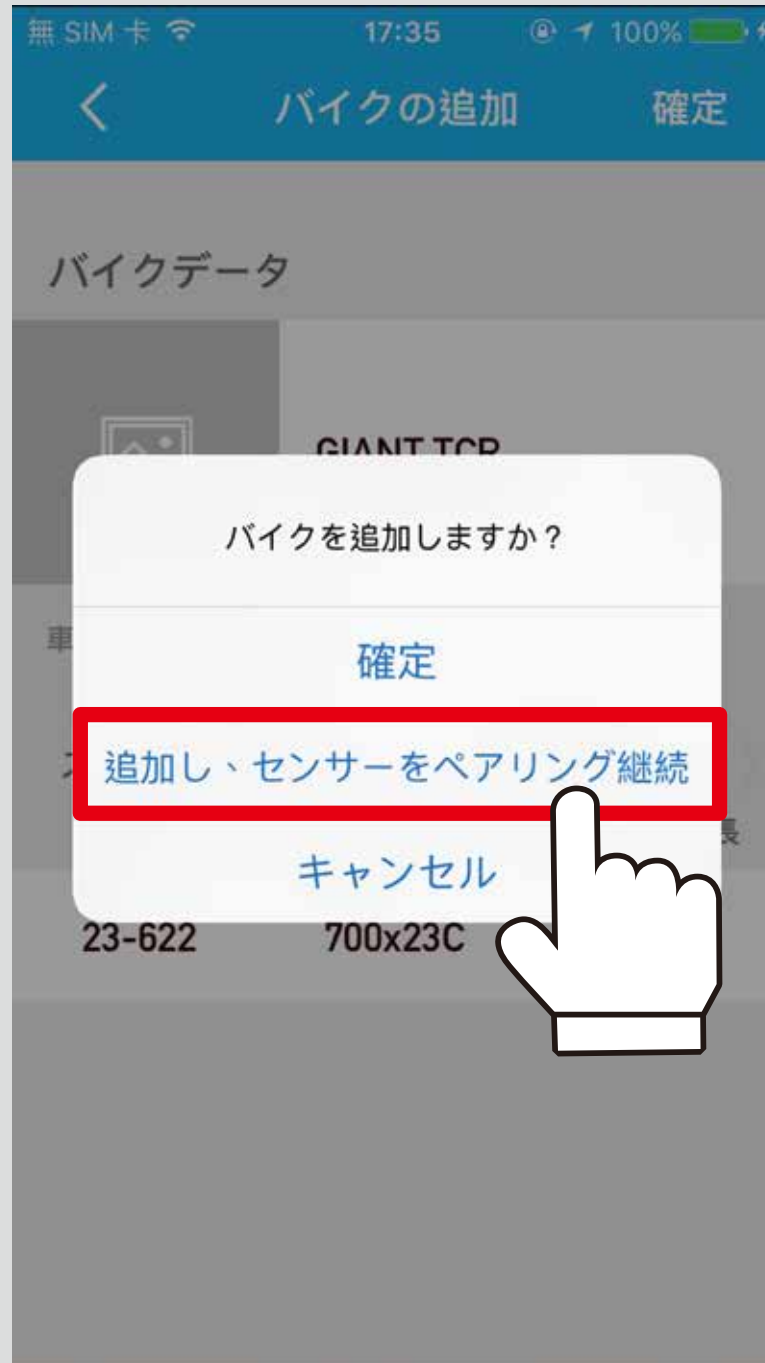 無 SIM 卡 17:35 100%
バイクの追加 確定
バイクデータ
GIANT TCR
バイクを追加しますか？
確定
追加し、センサーをペアリング継続
キャンセル
車
長
23-622 700x23C